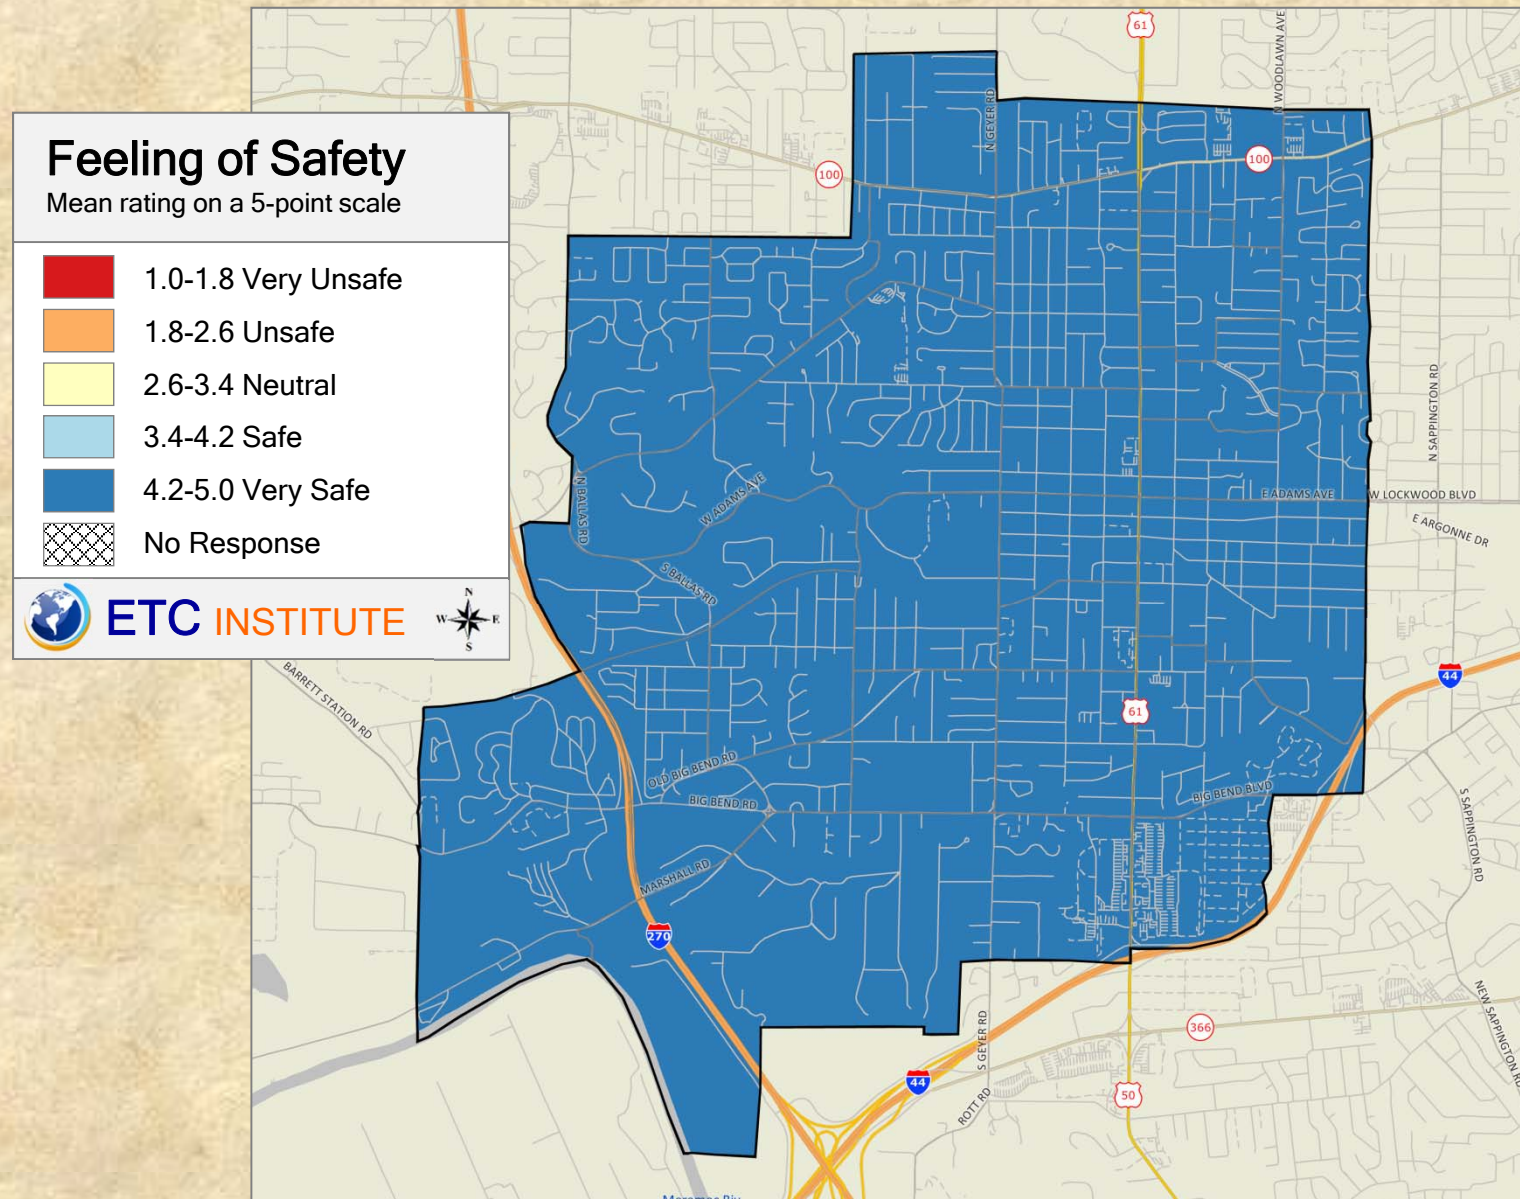 Feeling of Safety
Mean rating on a 5-point scale
1.0-1.8 Very Unsafe
1.8-2.6 Unsafe
2.6-3.4 Neutral
3.4-4.2 Safe
4.2-5.0 Very Safe
No Response
ETC INSTITUTE
N
W E
S
61
N WOODLAWN AVE
N GEYER RD
100
100
N SAPPINGTON RD
N BALLAS RD
W ADAMS AVE
E ADAMS AVE
W LOCKWOOD BLVD
E ARGONNE DR
S BALLAS RD
BARRETT STATION RD
44
61
OLD BIG BEND RD
BIG BEND RD
BIG BEND BLVD
S SAPPINGTON RD
MARSHALL RD
270
NEW SAPPINGTON RD
S GEYER RD
366
44
50
ROTT RD